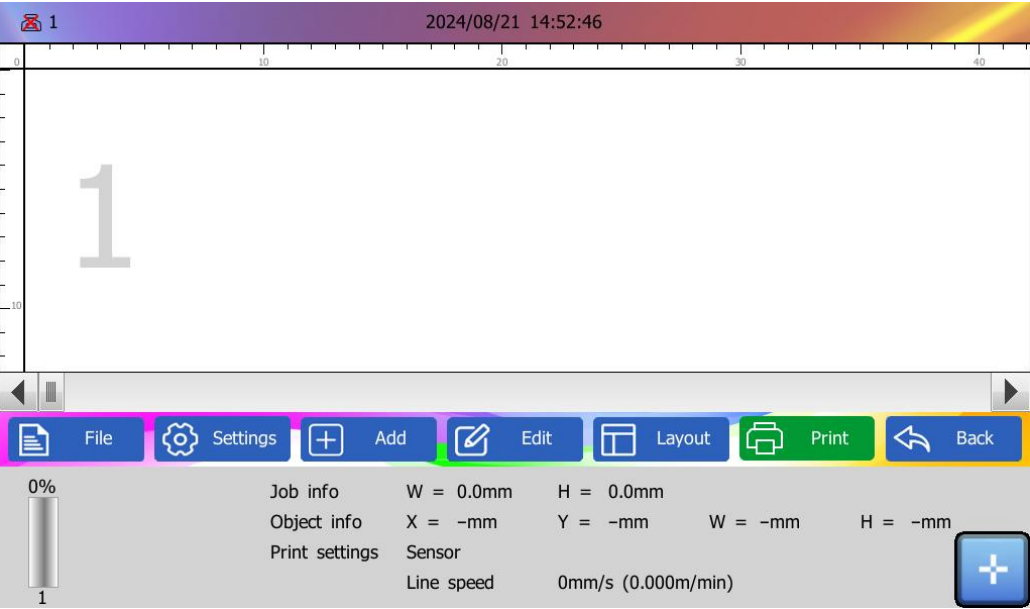 1 2024/08/21 14:52:46
0 10 20 30 40
1
10
File Settings Add Edit Layout Print Back
0%
Job info W = 0.0mm H = 0.0mm
Object info X = -mm Y = -mm W = -mm H = -mm
Print settings Sensor
Line speed 0mm/s (0.000m/min)
1